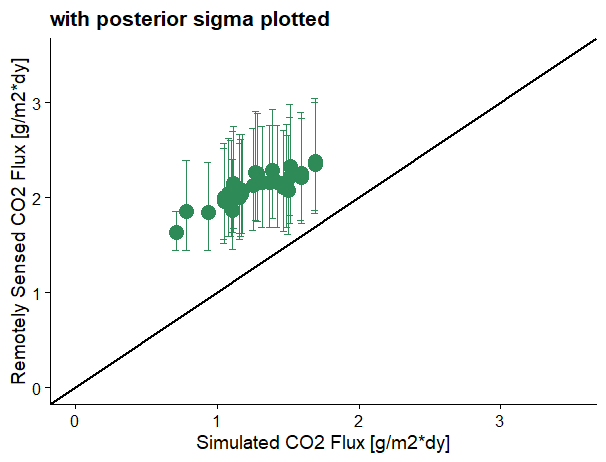 with posterior sigma plotted
Remotely Sensed CO2 Flux [g/m2*dy]
3
2
1
0
0 1 2 3
Simulated CO2 Flux [g/m2*dy]